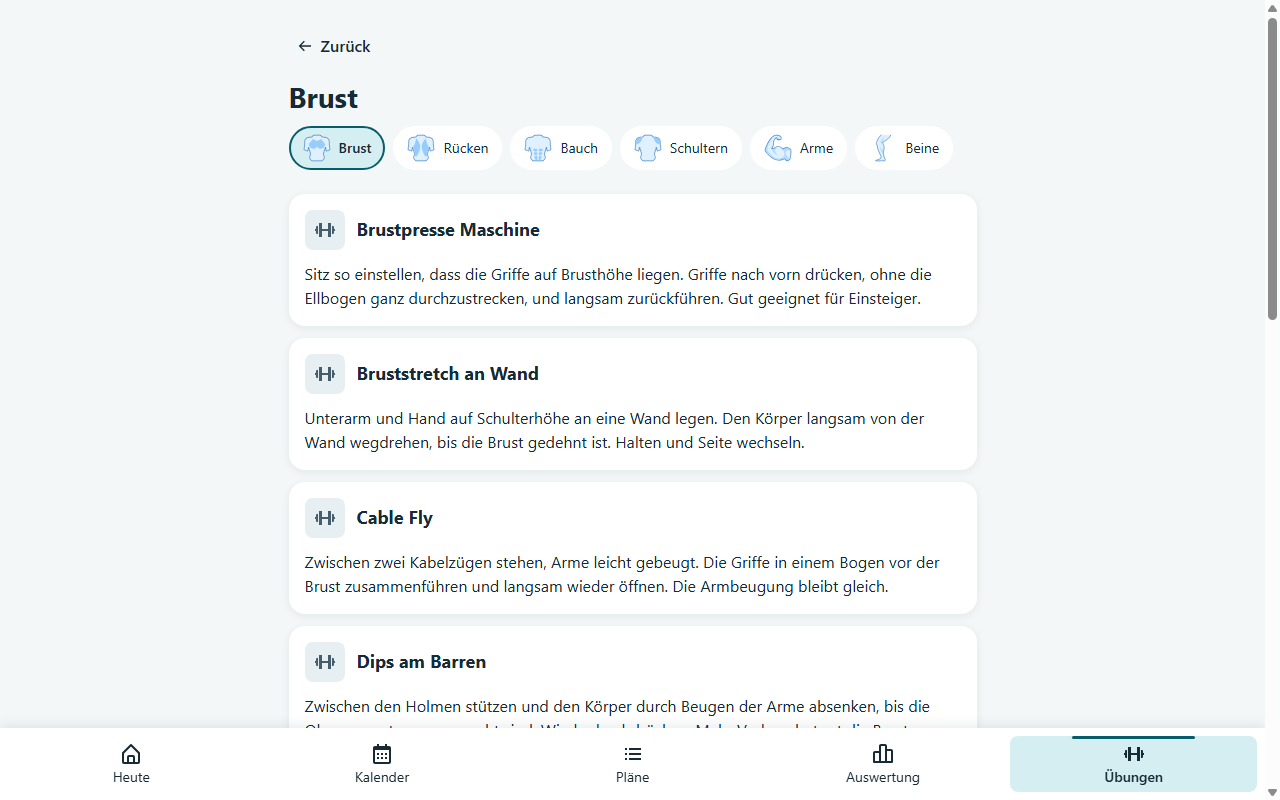 Zurück
Brust
Brust
Rücken
Bauch
Schultern
Arme
Beine
Brustpresse Maschine
Sitz so einstellen, dass die Griffe auf Brusthöhe liegen. Griffe nach vorn drücken, ohne die
Ellbogen ganz durchzustrecken, und langsam zurückführen. Gut geeignet für Einsteiger.
Bruststretch an Wand
Unterarm und Hand auf Schulterhöhe an eine Wand legen. Den Körper langsam von der
Wand wegdrehen, bis die Brust gedehnt ist. Halten und Seite wechseln.
Cable Fly
Zwischen zwei Kabelzügen stehen, Arme leicht gebeugt. Die Griffe in einem Bogen vor der
Brust zusammenführen und langsam wieder öffnen. Die Armbeugung bleibt gleich.
Dips am Barren
Zwischen den Holmen stützen und den Körper durch Beugen der Arme absenken, bis die
Heute
Kalender
Pläne
Auswertung
Übungen